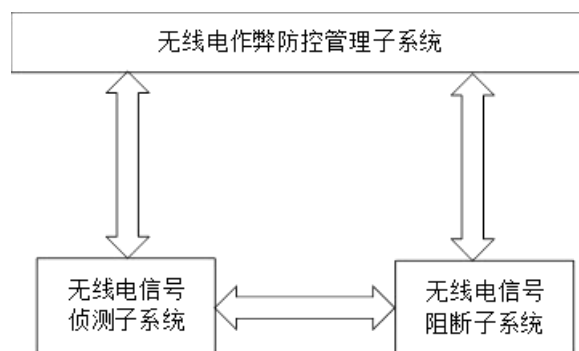 无线电作弊防控管理子系统
无线电信号
侦测子系统
无线电信号
阻断子系统